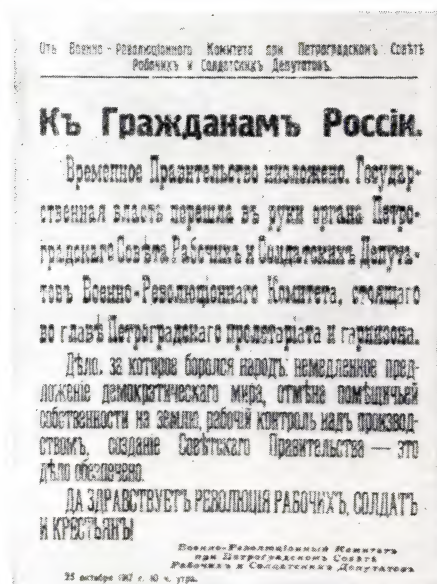 Отъ Военно-Революціоннаго Комитета при Петроградскомъ Совѣтѣ
Рабочихъ и Солдатскихъ Депутатовъ.
Къ Гражданамъ Россіи.
Временное Правительство низложено. Государ-
ственная власть перешла въ руки органа Петро-
градскаго Совѣта Рабочихъ и Солдатскихъ Депута-
товъ Военно-Революціоннаго Комитета, стоящаго
во главѣ Петроградскаго пролетаріата и гарнизона.
Дѣло, за которое боролся народъ: немедленное пред-
ложеніе демократическаго мира, отмѣна помѣщичьей
собственности на землю, рабочій контроль надъ производ-
ствомъ, созданіе Совѣтскаго Правительства — это
дѣло обезпечено.
ДА ЗДРАВСТВУЕТЪ РЕВОЛЮЦІЯ РАБОЧИХЪ, СОЛДАТЪ
И КРЕСТЬЯНЪ!
Военно-Революціонный Комитетъ
при Петроградскомъ Совѣтѣ
Рабочихъ и Солдатскихъ Депутатовъ
25 октября 1917 г. 10 ч. утра.